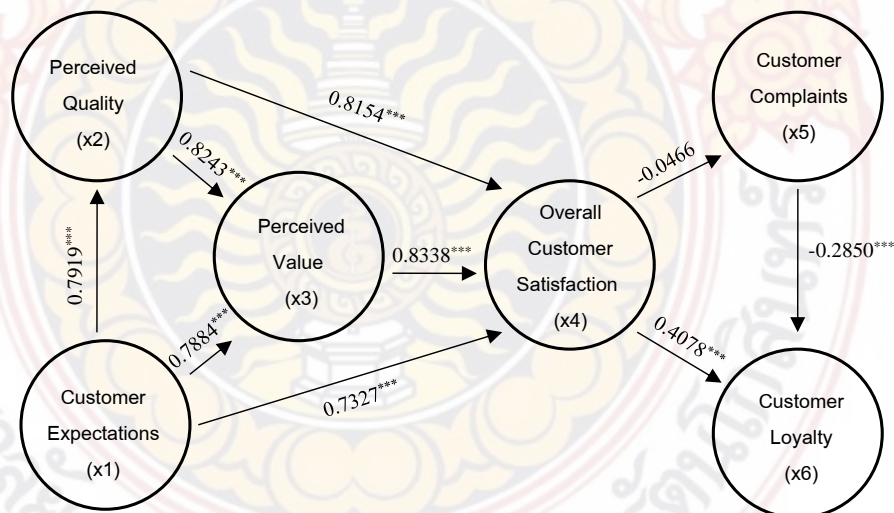 Perceived
Quality
(x2)
Customer
Complaints
(x5)
0.8154***
0.8243***
-0.0466
Perceived
Value
(x3)
0.8338***
Overall
Customer
Satisfaction
(x4)
0.7919***
-0.2850***
0.7884***
0.7327***
0.4078***
Customer
Expectations
(x1)
Customer
Loyalty
(x6)